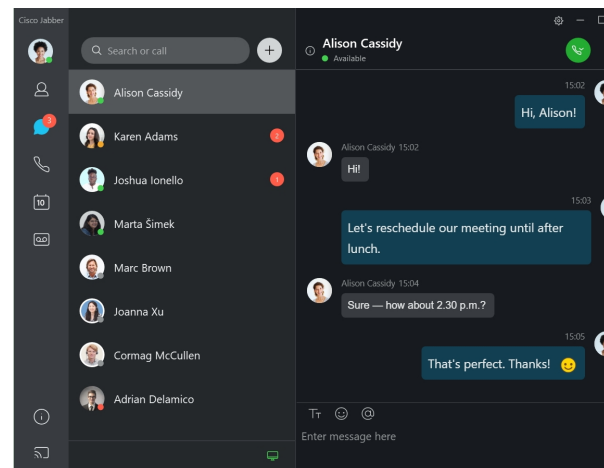 Cisco Jabber
Search or call
Alison Cassidy
Available
3
10
Alison Cassidy
Karen Adams
2
Joshua Ionello
1
Marta Šimek
Marc Brown
Joanna Xu
Cormag McCullen
Adrian Delamico
15:02
Hi, Alison!
Alison Cassidy 15:02
Hi!
15:03
Let's reschedule our meeting until after
lunch.
Alison Cassidy 15:04
Sure — how about 2.30 p.m.?
15:05
That's perfect. Thanks!
TT
@
Enter message here